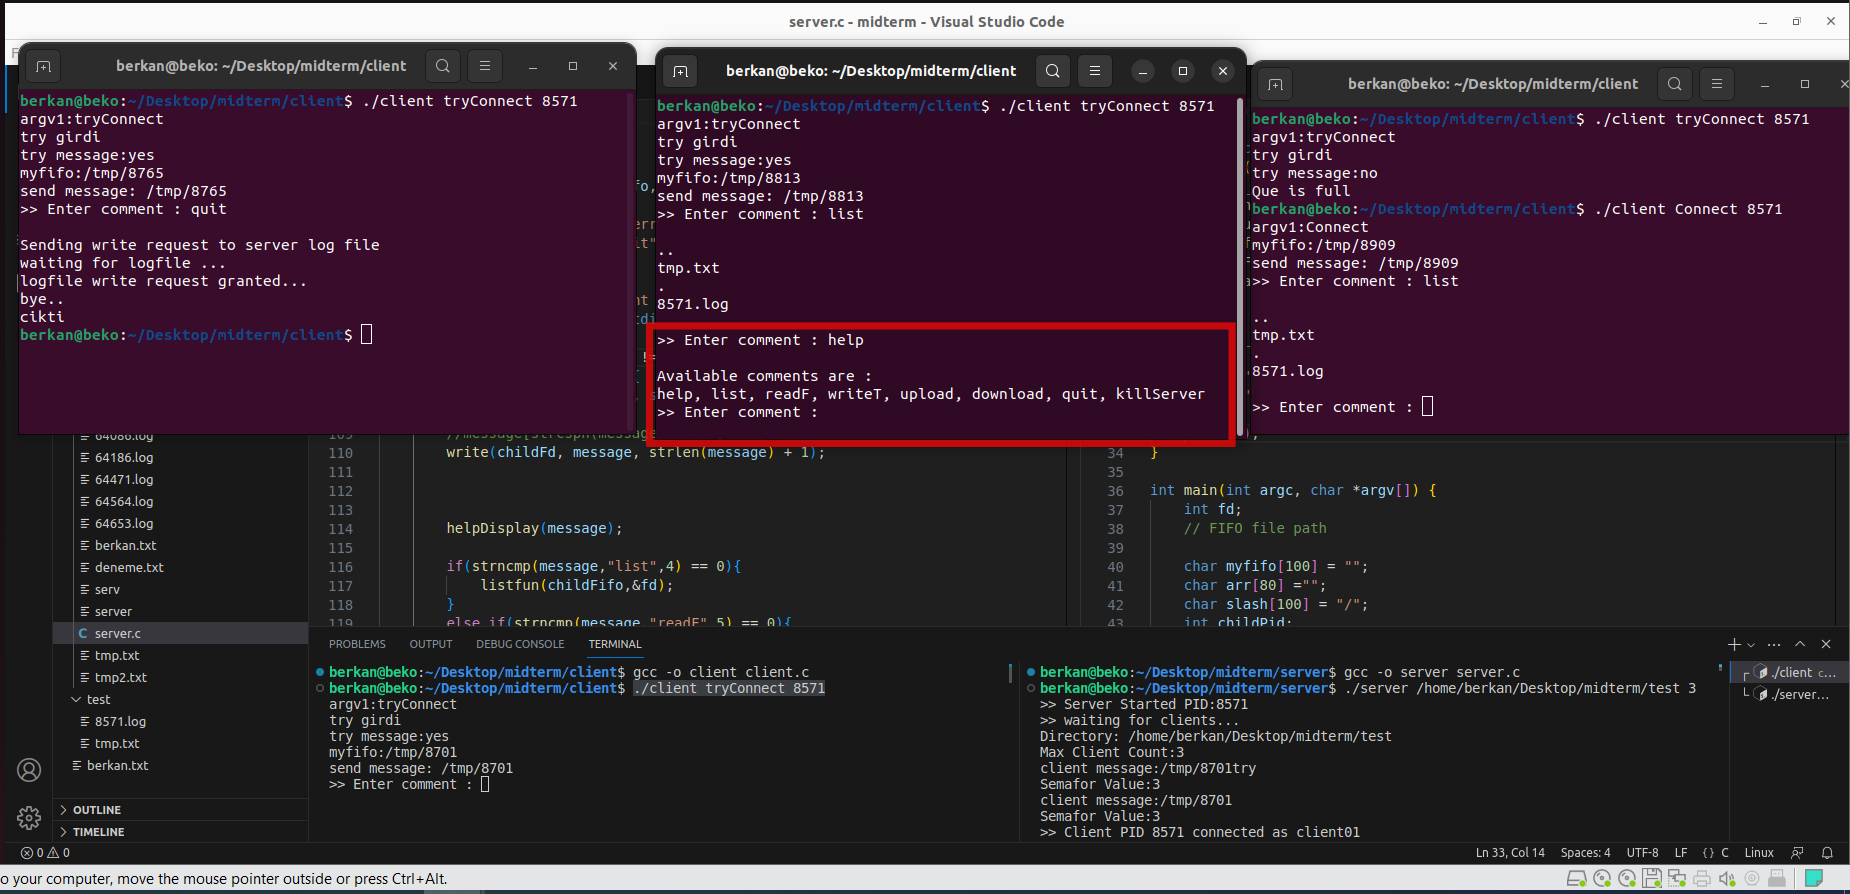 server.c - midterm - Visual Studio Code
berkan@beko: ~/Desktop/midterm/client
berkan@beko:~/Desktop/midterm/client$ ./client tryConnect 8571
argv1:tryConnect
try girdi
try message:yes
myfifo:/tmp/8765
send message: /tmp/8765
>> Enter comment : quit
Sending write request to server log file
waiting for logfile ...
logfile write request granted...
bye..
cikti
berkan@beko:~/Desktop/midterm/client$
berkan@beko: ~/Desktop/midterm/client
berkan@beko:~/Desktop/midterm/client$ ./client tryConnect 8571
argv1:tryConnect
try girdi
try message:yes
myfifo:/tmp/8813
send message: /tmp/8813
>> Enter comment : list
..
tmp.txt
.
8571.log
>> Enter comment : help
Available comments are :
help, list, readF, writeT, upload, download, quit, killServer
>> Enter comment :
berkan@beko: ~/Desktop/midterm/client
berkan@beko:~/Desktop/midterm/client$ ./client tryConnect 8571
argv1:tryConnect
try girdi
try message:no
Que is full
berkan@beko:~/Desktop/midterm/client$ ./client Connect 8571
argv1:Connect
myfifo:/tmp/8909
send message: /tmp/8909
>> Enter comment : list
..
tmp.txt
.
8571.log
>> Enter comment :
64086.log
64186.log
64471.log
64564.log
64653.log
berkan.txt
deneme.txt
serv
server
C server.c
tmp.txt
tmp2.txt
test
8571.log
tmp.txt
berkan.txt
OUTLINE
TIMELINE
109
110 write(childFd, message, strlen(message) + 1);
111
112
113
114 helpDisplay(message);
115
116 if(strncmp(message,"list",4) == 0){
117 listfun(childFifo,&fd);
118 }
119 else if(strncmp(message,"readF",5) == 0){
34 }
35
36 int main(int argc, char *argv[]) {
37 int fd;
38 // FIFO file path
39
40 char myfifo[100] = "";
41 char arr[80] ="";
42 char slash[100] = "/";
43 int childPid;
PROBLEMS OUTPUT DEBUG CONSOLE TERMINAL
berkan@beko:~/Desktop/midterm/client$ gcc -o client client.c
berkan@beko:~/Desktop/midterm/client$ ./client tryConnect 8571
argv1:tryConnect
try girdi
try message:yes
myfifo:/tmp/8701
send message: /tmp/8701
>> Enter comment :
berkan@beko:~/Desktop/midterm/server$ gcc -o server server.c
berkan@beko:~/Desktop/midterm/server$ ./server /home/berkan/Desktop/midterm/test 3
>> Server Started PID:8571
>> waiting for clients...
Directory: /home/berkan/Desktop/midterm/test
Max Client Count:3
client message:/tmp/8701try
Semafor Value:3
client message:/tmp/8701
Semafor Value:3
>> Client PID 8571 connected as client01
./client c...
./server...
0 0
Ln 33, Col 14 Spaces: 4 UTF-8 LF {} C Linux
o your computer, move the mouse pointer outside or press Ctrl+Alt.